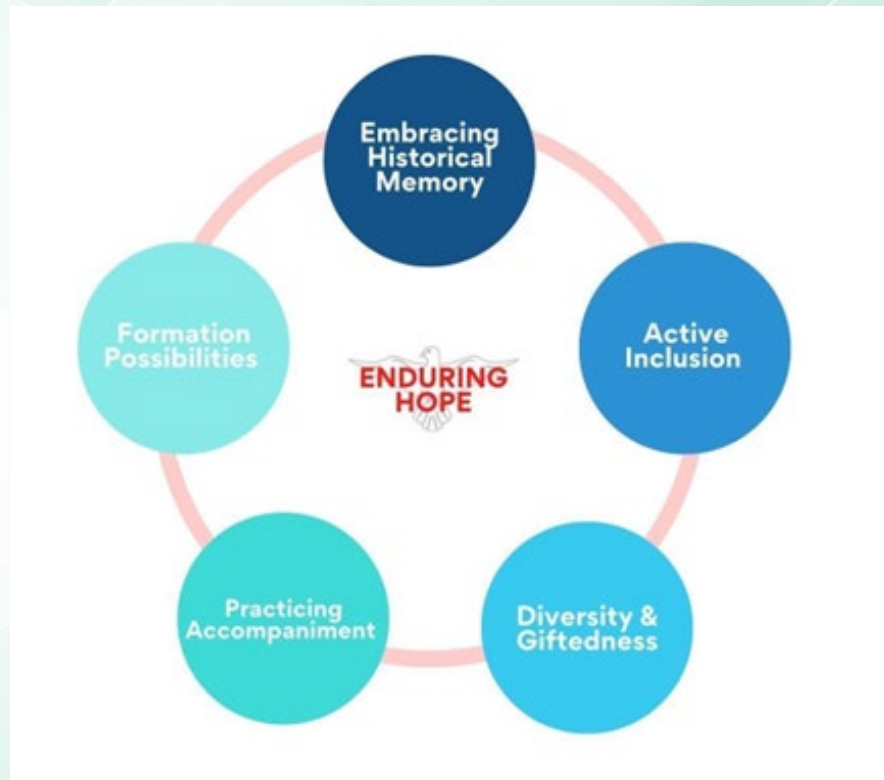 Embracing
Historical
Memory
Formation
Possibilities
Active
Inclusion
ENDURING
HOPE
Practicing
Accompaniment
Diversity &
Giftedness